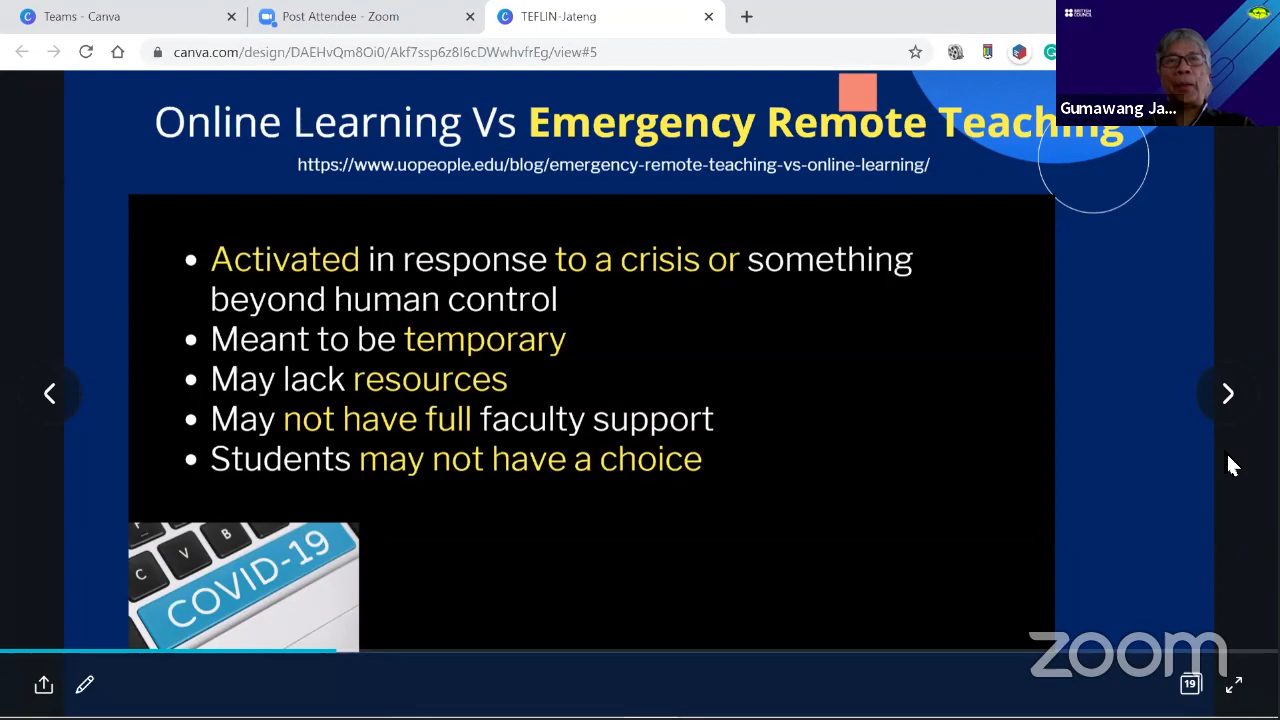 Teams - Canva
Post Attendee - Zoom
TEFLIN-Jateng
canva.com/design/DAEHvQm8Oi0/Akf7ssp6z8I6cDWwhvfrEg/view#5
BRITISH COUNCIL
Gumawang Ja...
Online Learning Vs Emergency Remote Teaching
https://www.uopeople.edu/blog/emergency-remote-teaching-vs-online-learning/
• Activated in response to a crisis or something
beyond human control
• Meant to be temporary
• May lack resources
• May not have full faculty support
• Students may not have a choice
C V B
COVID-19
zoom
19